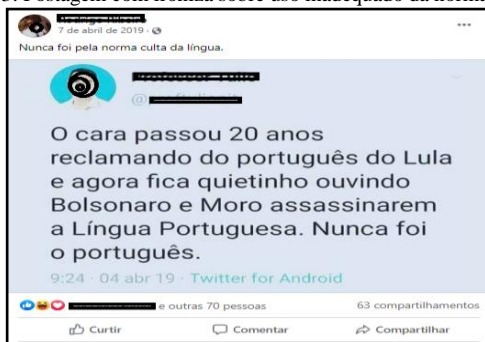 7 de abril de 2019 ·
Nunca foi pela norma culta da língua.
O cara passou 20 anos
reclamando do português do Lula
e agora fica quietinho ouvindo
Bolsonaro e Moro assassinarem
a Língua Portuguesa. Nunca foi
o português.
9:24 · 04 abr 19 · Twitter for Android
e outras 70 pessoas
63 compartilhamentos
Curtir
Comentar
Compartilhar